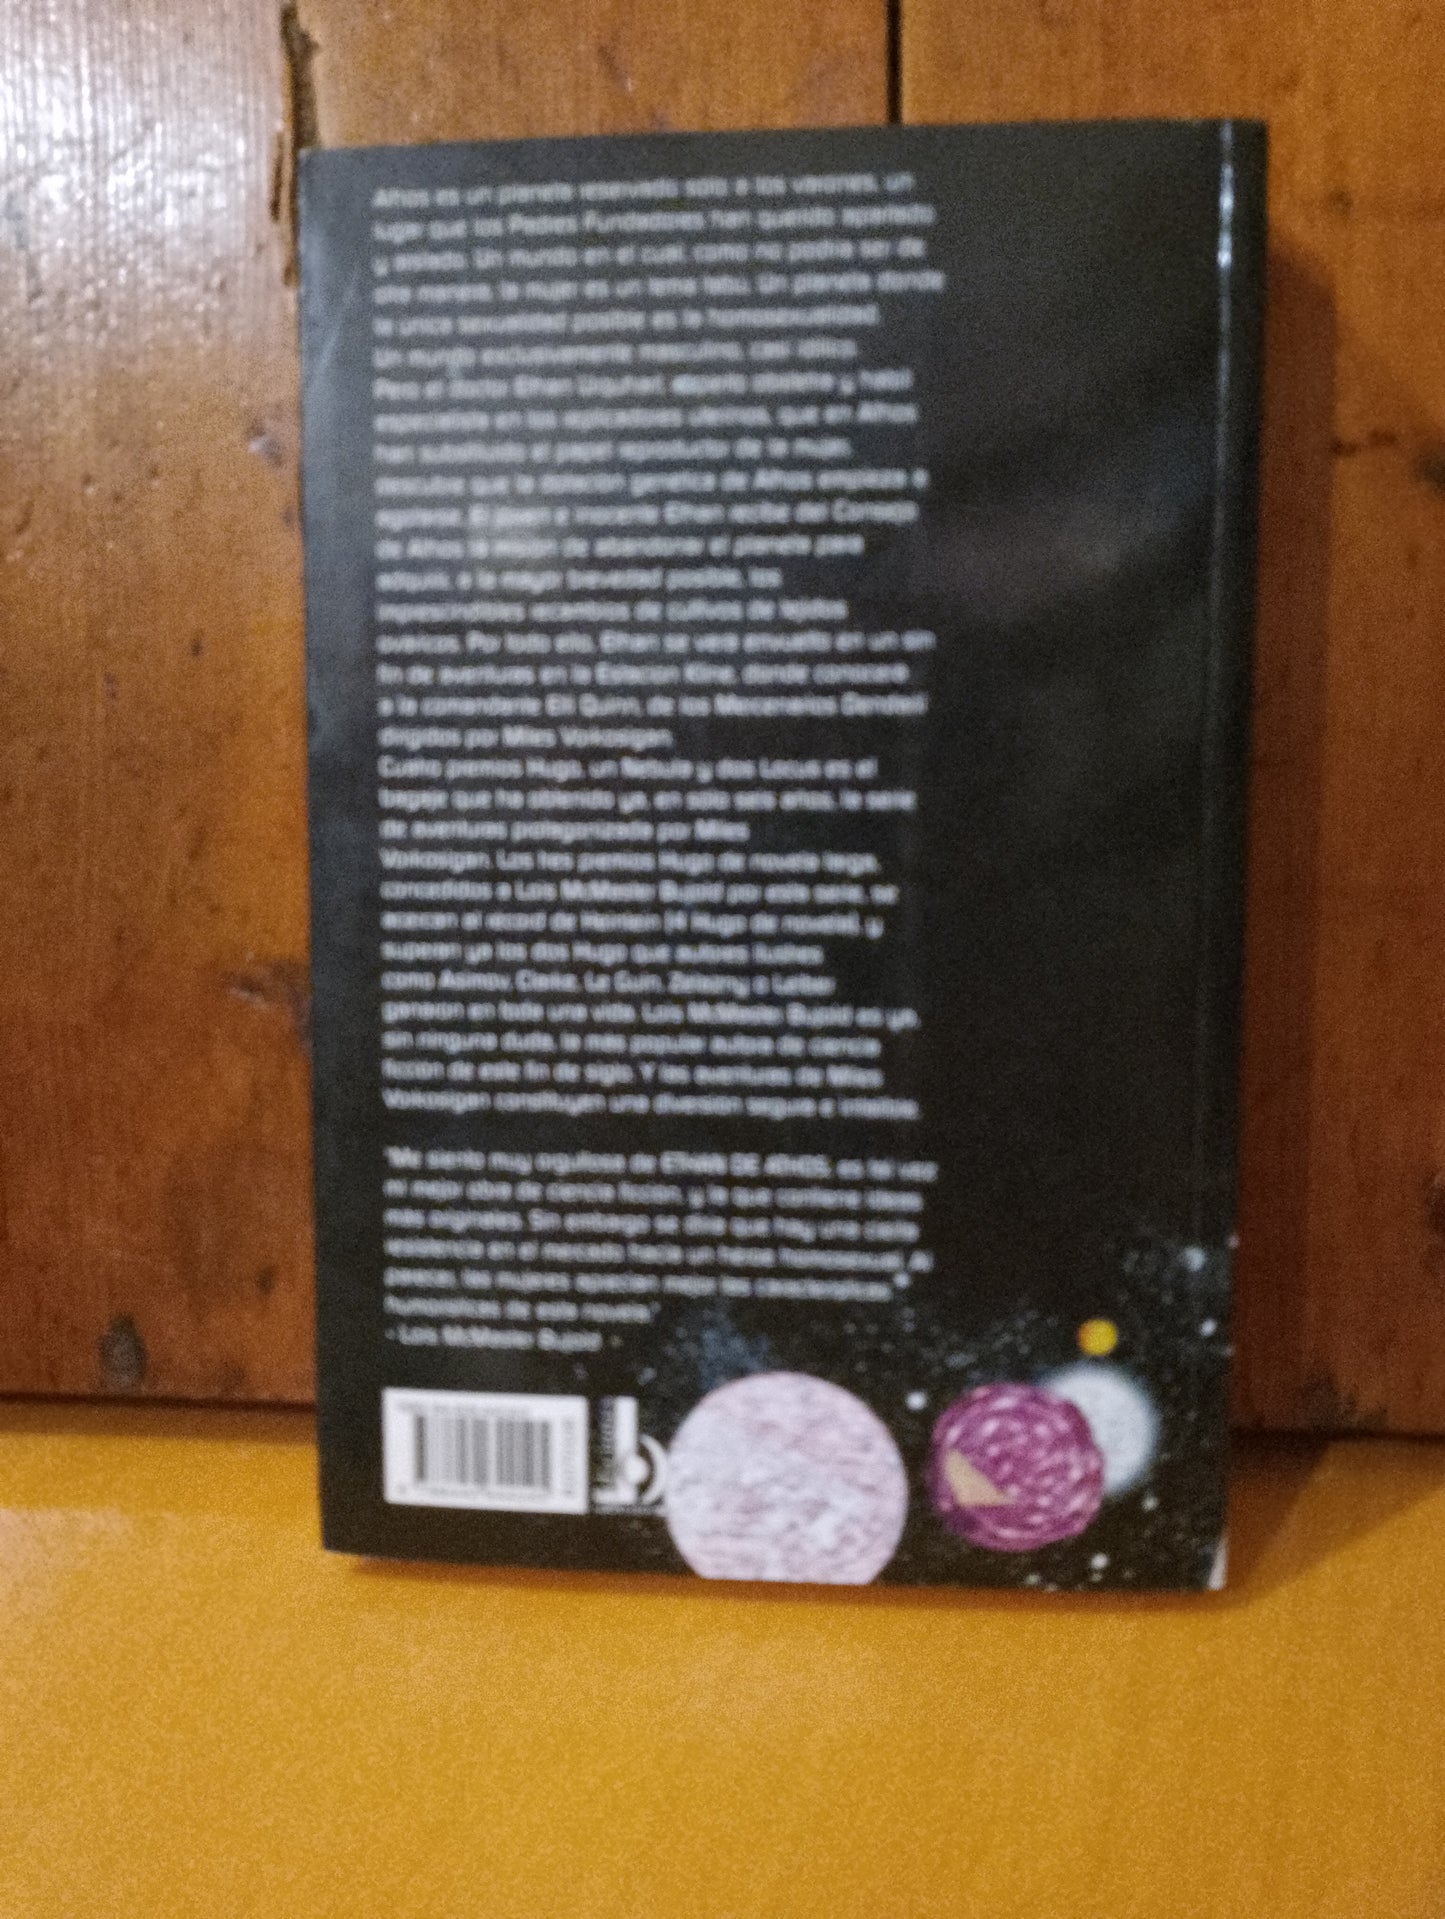 Athos es un planeta reservado solo a los varones, un
lugar que los Padres Fundadores han querido apartado
y aislado. Un mundo en el cual, como no podría ser de
otra manera, la mujer es un tema tabú. Un planeta donde
la única sexualidad posible es la homosexualidad.
Un mundo exclusivamente masculino, casi idílico.
Pero el Doctor Ethan Urquhart, experto obstetra y hábil
especialista en los replicadores uterinos, que en Athos
han substituido el papel reproductor de la mujer,
descubre que la dotación genética de Athos empieza a
agotarse. El joven e inocente Ethan recibe del Consejo
de Athos la misión de abandonar el planeta para
adquirir, a la mayor brevedad posible, los
imprescindibles recambios de cultivos de tejidos
ováricos. Por todo ello, Ethan se verá envuelto en un sin
fin de aventuras en la Estación Kline, donde conocerá
a la comandante Elli Quinn, de los Mercenarios Dendarii
dirigidos por Miles Vorkosigan.
Cuatro premios Hugo, un Nebula y dos Locus es el
bagaje que ha obtenido ya, en solo seis años, la serie
de aventuras protagonizada por Miles
Vorkosigan. Los tres premios Hugo de novela larga,
concedidos a Lois McMaster Bujold por esta serie, se
acercan al récord de Heinlein (4 Hugo de novela), y
superan ya los dos Hugo que autores ilustres
como Asimov, Clarke, Le Guin, Zelazny o Leiber
ganaron en toda una vida. Lois McMaster Bujold es ya,
sin ninguna duda, la más popular autora de ciencia
ficción de este fin de siglo. Y las aventuras de Miles
Vorkosigan constituyen una diversión segura e
"Me siento muy orgullosa de ETHAN DE ATHOS, es tal vez
mi mejor obra de ciencia ficción, y la que contiene ideas
más originales. Sin embargo se dice que hay una cierta
resistencia en el mercado hacia un héroe homosexual. Al
parecer, las mujeres aprecian mejor las características
humorísticas de esta novela."
- Lois McMaster Bujold